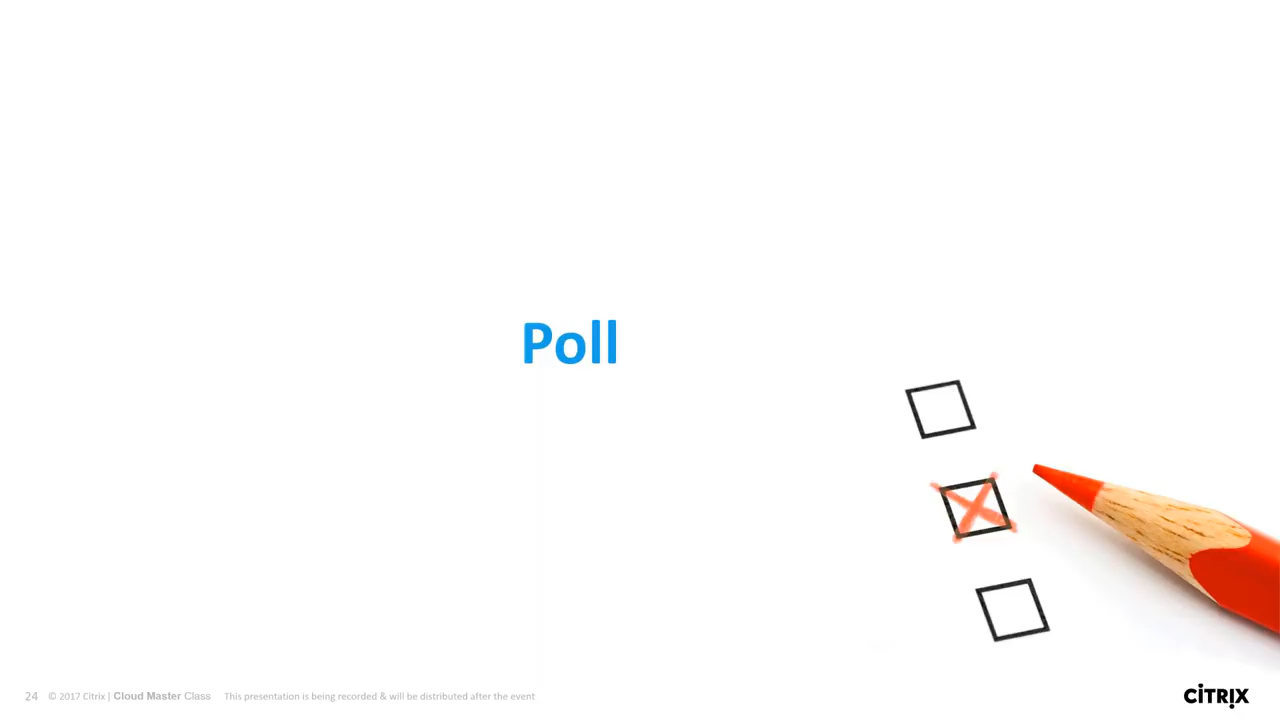 Poll
24 © 2017 Citrix | Cloud Master Class This presentation is being recorded & will be distributed after the event
CITRIX